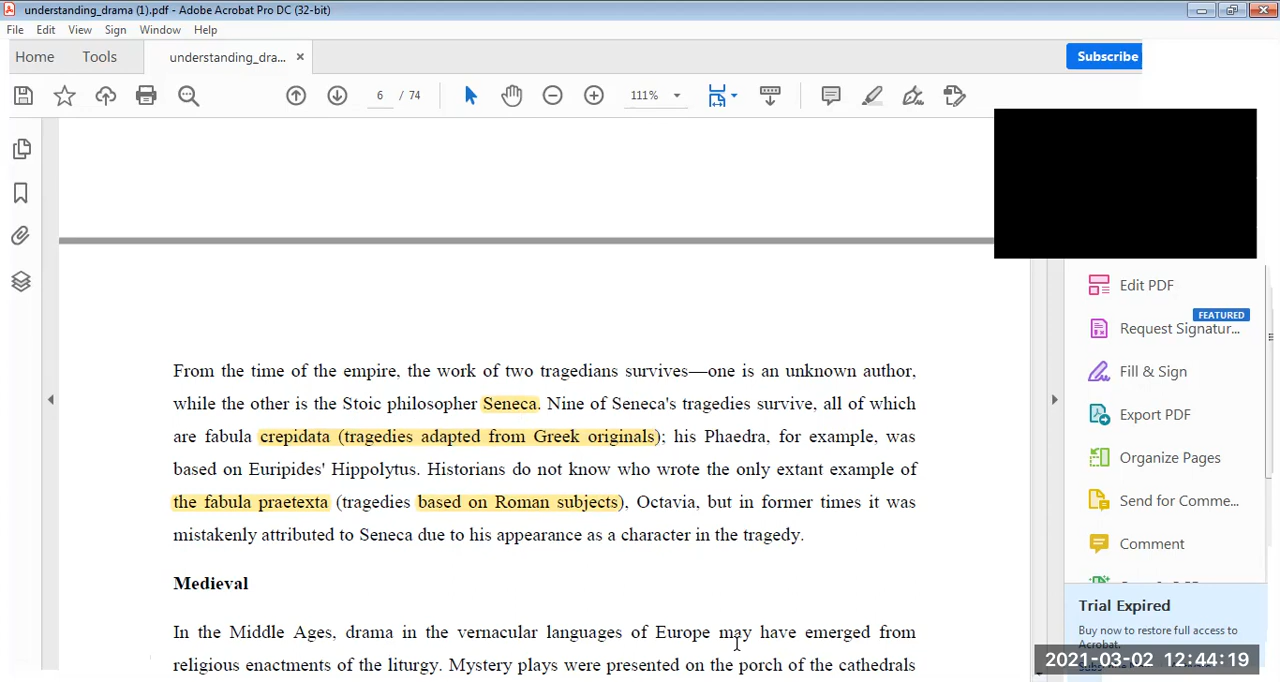 understanding_drama (1).pdf - Adobe Acrobat Pro DC (32-bit)
File Edit View Sign Window Help
Home Tools understanding_dra... ×
Subscribe
6 / 74 111%
From the time of the empire, the work of two tragedians survives—one is an unknown author,
while the other is the Stoic philosopher Seneca. Nine of Seneca's tragedies survive, all of which
are fabula crepidata (tragedies adapted from Greek originals); his Phaedra, for example, was
based on Euripides' Hippolytus. Historians do not know who wrote the only extant example of
the fabula praetexta (tragedies based on Roman subjects), Octavia, but in former times it was
mistakenly attributed to Seneca due to his appearance as a character in the tragedy.
Medieval
In the Middle Ages, drama in the vernacular languages of Europe may have emerged from
religious enactments of the liturgy. Mystery plays were presented on the porch of the cathedrals
Edit PDF
FEATURED
Request Signatur...
Fill & Sign
Export PDF
Organize Pages
Send for Comme...
Comment
Trial Expired
Buy now to restore full access to
Acrobat.
2021-03-02 12:44:19